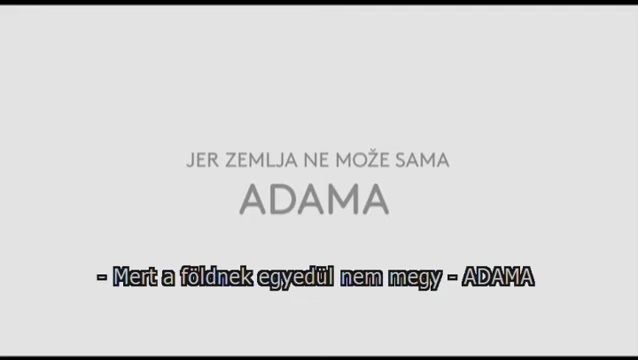 JER ZEMLJA NE MOŽE SAMA
ADAMA
- Mert a földnek egyedül nem megy - ADAMA